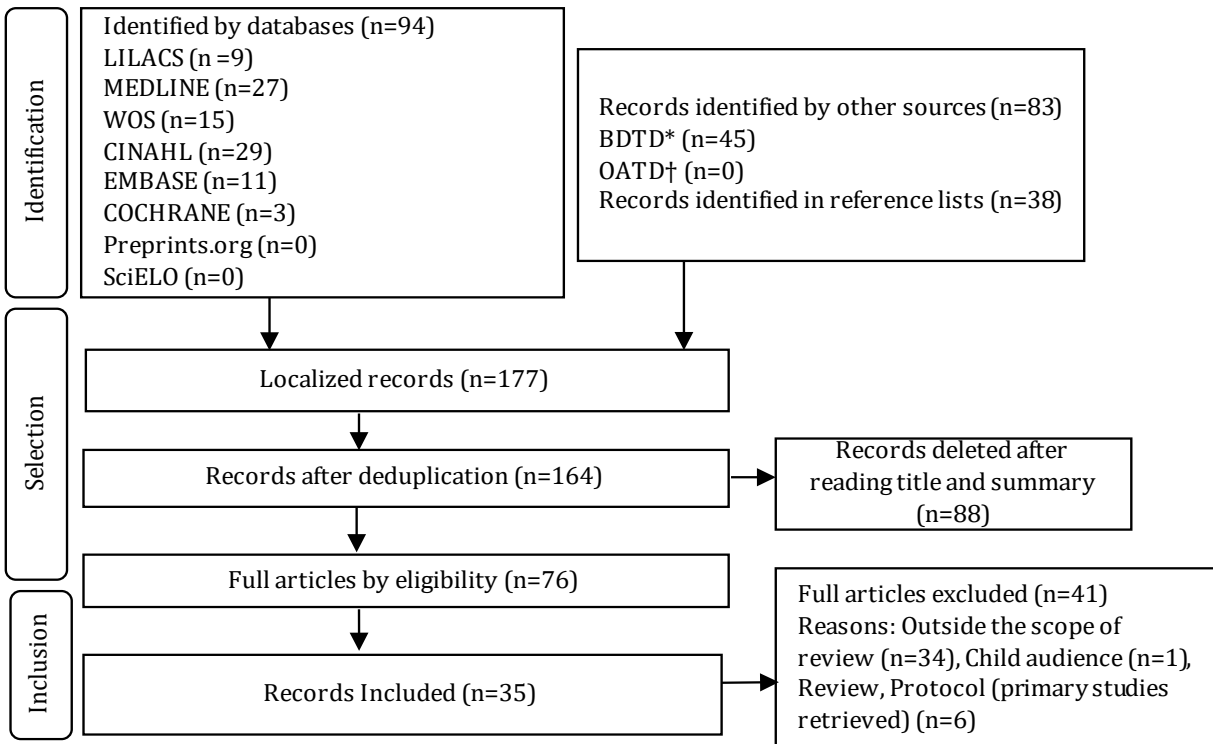 Identification
Identified by databases (n=94)
LILACS (n =9)
MEDLINE (n=27)
WOS (n=15)
CINAHL (n=29)
EMBASE (n=11)
COCHRANE (n=3)
Preprints.org (n=0)
SciELO (n=0)
Records identified by other sources (n=83)
BDTD* (n=45)
OATD† (n=0)
Records identified in reference lists (n=38)
Selection
Localized records (n=177)
Records after deduplication (n=164)
Records deleted after
reading title and summary
(n=88)
Full articles by eligibility (n=76)
Inclusion
Records Included (n=35)
Full articles excluded (n=41)
Reasons: Outside the scope of
review (n=34), Child audience (n=1),
Review, Protocol (primary studies
retrieved) (n=6)